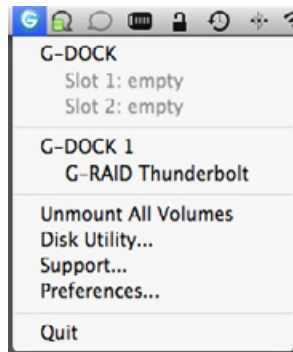 G
G-DOCK
Slot 1: empty
Slot 2: empty
G-DOCK 1
G-RAID Thunderbolt
Unmount All Volumes
Disk Utility...
Support...
Preferences...
Quit